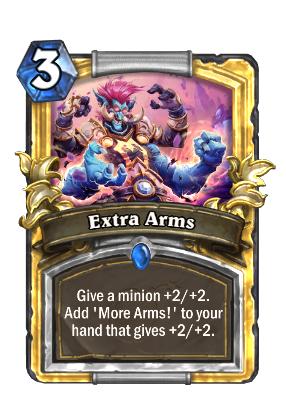 3
Extra Arms
Give a minion +2/+2.
Add 'More Arms!' to your
hand that gives +2/+2.